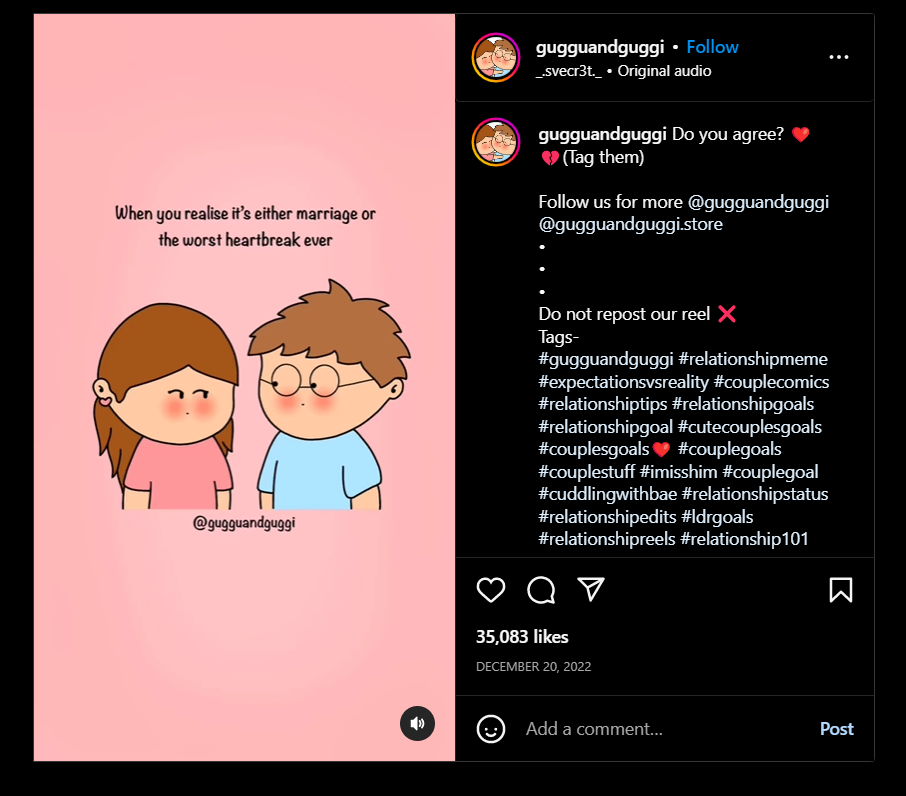 When you realise it's either marriage or
the worst heartbreak ever
@gugguandguggi
gugguandguggi • Follow
_.svecr3t._ • Original audio
gugguandguggi Do you agree? ❤️
💔(Tag them)
Follow us for more @gugguandguggi
@gugguandguggi.store
•
•
•
Do not repost our reel ❌
Tags-
#gugguandguggi #relationshipmeme
#expectationsvsreality #couplecomics
#relationshiptips #relationshipgoals
#relationshipgoal #cutecouplesgoals
#couplesgoals❤️ #couplegoals
#couplestuff #imisshim #couplegoal
#cuddlingwithbae #relationshipstatus
#relationshipedits #ldrgoals
#relationshipreels #relationship101
35,083 likes
DECEMBER 20, 2022
Add a comment...
Post